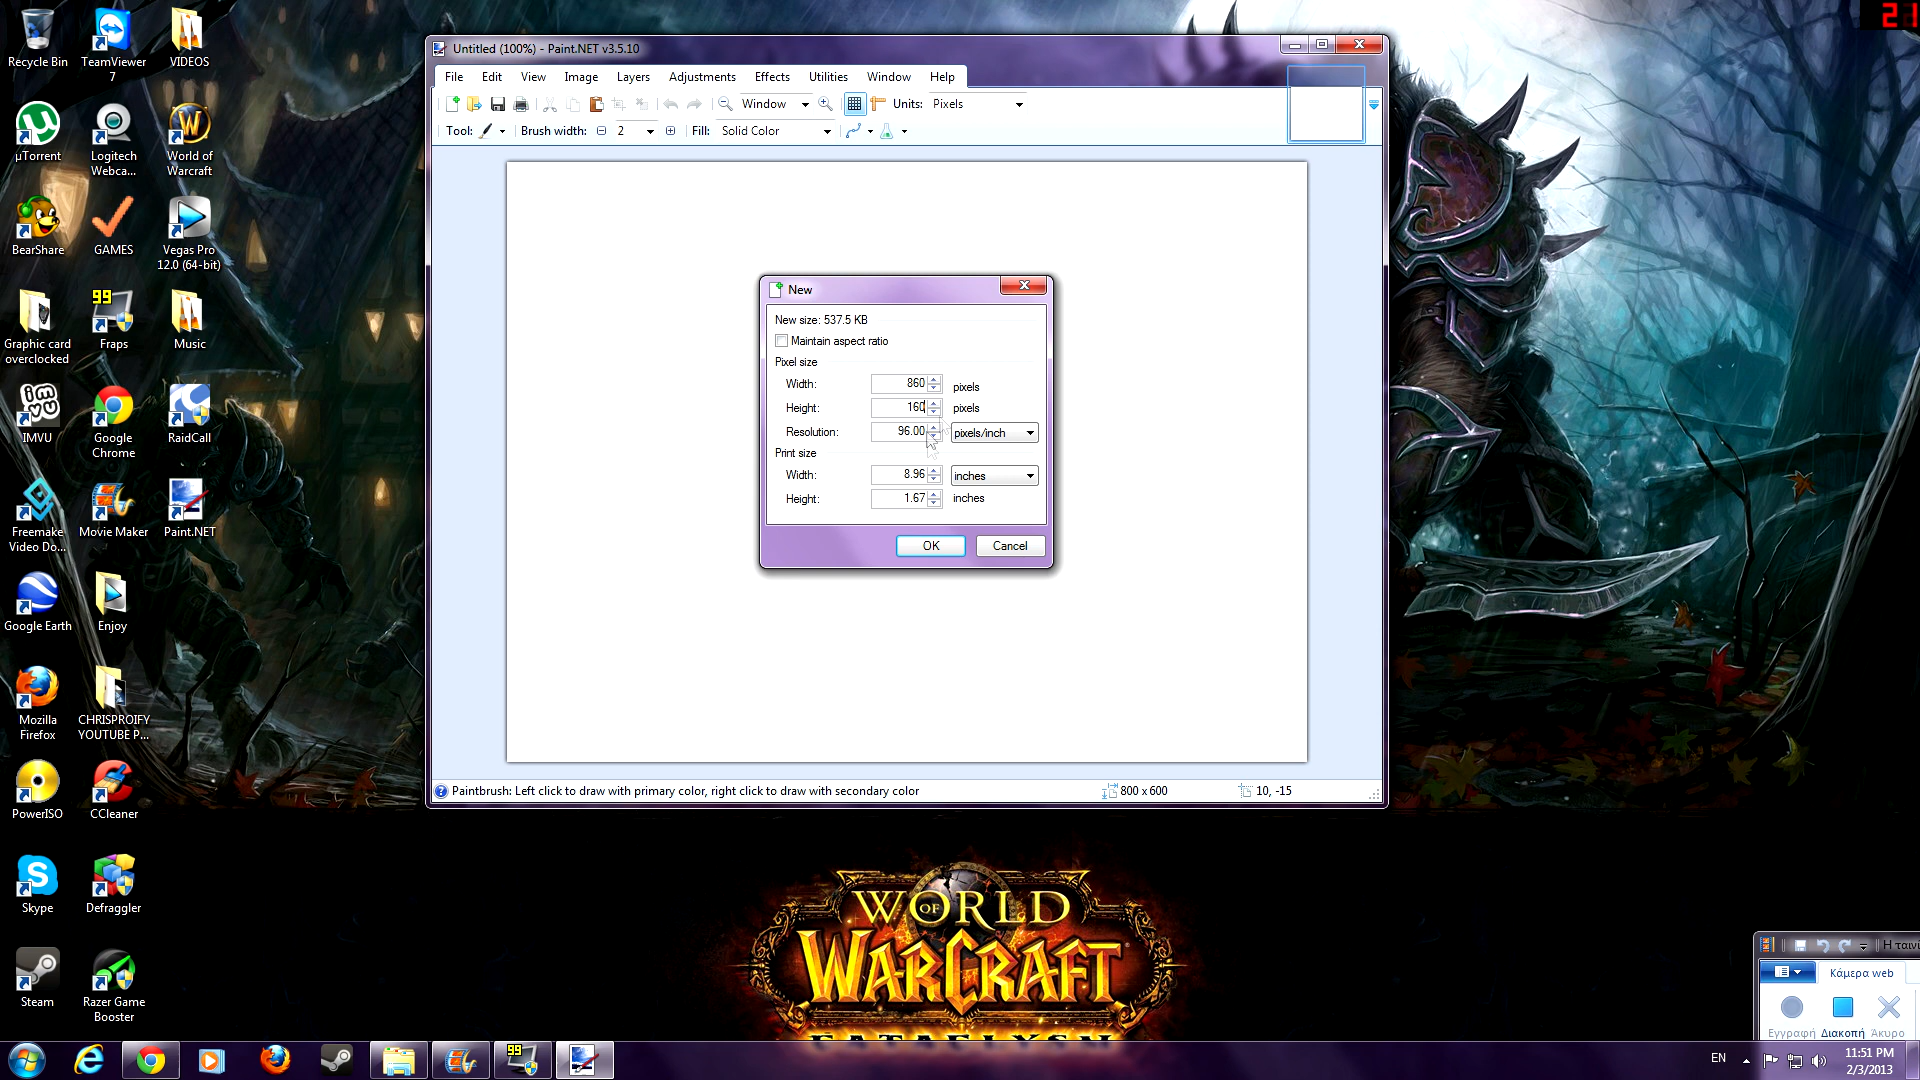 21
Recycle Bin
TeamViewer
7
VIDEOS
µTorrent
Logitech
Webca...
World of
Warcraft
BearShare
GAMES
Vegas Pro
12.0 (64-bit)
99
Graphic card
overclocked
Fraps
Music
IMVU
Google
Chrome
RaidCall
Freemake
Video Do...
Movie Maker
Paint.NET
Google Earth
Enjoy
Mozilla
Firefox
CHRISPROIFY
YOUTUBE P...
PowerISO
CCleaner
Skype
Defraggler
Steam
Razer Game
Booster
Untitled (100%) - Paint.NET v3.5.10
File Edit View Image Layers Adjustments Effects Utilities Window Help
Window Units: Pixels
Tool: Brush width: 2 Fill: Solid Color
New
New size: 537.5 KB
Maintain aspect ratio
Pixel size
Width: 860 pixels
Height: 160 pixels
Resolution: 96.00 pixels/inch
Print size
Width: 8.96 inches
Height: 1.67 inches
OK Cancel
Paintbrush: Left click to draw with primary color, right click to draw with secondary color
800 x 600
10, -15
WORLD
OF
WARCRAFT
CATACLYSM
Η ταινί
Κάμερα web
Εγγραφή Διακοπή Άκυρο
99
EN
11:51 PM
2/3/2013